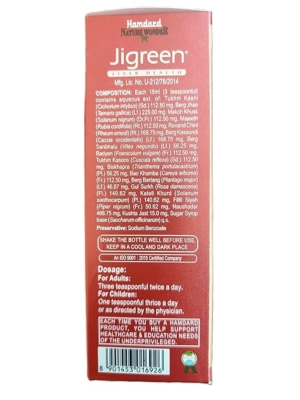 Hamdard
NATURE WONDER
Jigreen®
LIVER HEALTH
Mfg. Lic. No. U-212/78/2014
COMPOSITION: Each 15ml (3 teaspoonful)
contains aqueous ext. of. Tukhm Kasni
(Cichorium intybus) (Sd.) 112.50 mg, Berg Jhao
(Tamarix gallica) (Lf.) 225.00 mg, Makoh Khusk
(Solanum nigrum) (Dr.Fr.) 112.50 mg, Majeeth
(Rubia cordifolia) (Rt.) 112.50 mg, Revand Chini
(Rheum emodi) (Rt.) 168.75 mg, Berg Kasaundi
(Cassia occidentalis) (Lf.) 168.75 mg, Berg
Sambhalu (Vitex negundo) (Lf.) 56.25 mg,
Badyan (Foeniculum vulgare) (Fr.) 112.50 mg,
Tukhm Kasoos (Cuscuta reflexa) (Sd.) 112.50
mg, Biskhapra (Trianthema portulacastrum)
(Pl.) 56.25 mg, Bao Khamba (Careya arborea)
(Fr.) 112.50 mg, Berg Bartang (Plantago major)
(Lf.) 46.87 mg, Gul Surkh (Rosa damascena)
(Fl.) 140.62 mg, Kateli Khurd (Solanum
xanthocarpum) (Pl.) 140.62 mg, Filfil Siyah
(Piper nigrum) (Fr.) 50.62 mg, Naushadar
468.75 mg, Kushta Jast 15.0 mg, Sugar Syrup
base (Saccharum officinarum) q.s.
Preservative: Sodium Benzoate
SHAKE THE BOTTLE WELL BEFORE USE,
KEEP IN A COOL AND DARK PLACE
An ISO 9001 : 2015 Certified Company
Dosage:
For Adults:
Three teaspoonful twice a day.
For Children:
One teaspoonful thrice a day
or as directed by the physician.
EACH TIME YOU BUY A HAMDARD
PRODUCT, YOU HELP SUPPORT
HEALTHCARE & EDUCATION NEEDS
OF THE UNDERPRIVILEGED.
8 901453 016926